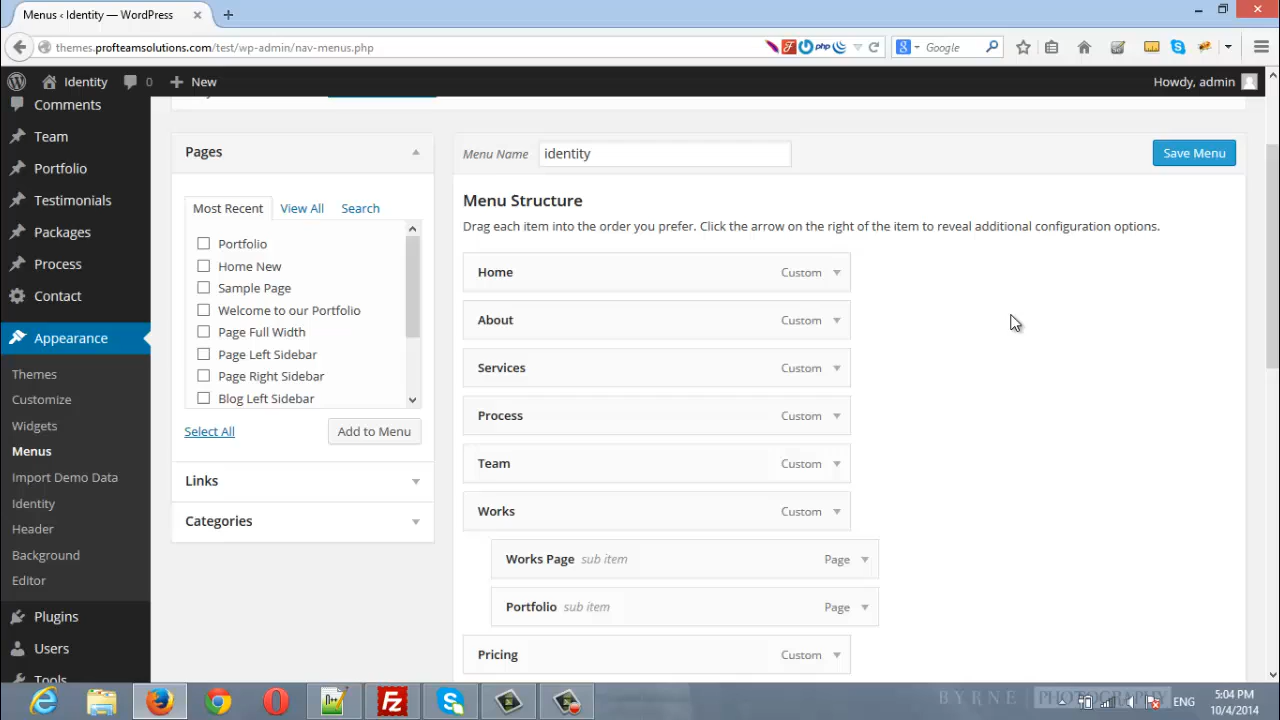 Menus ‹ Identity — WordPress
themes.profteamsolutions.com/test/wp-admin/nav-menus.php
php
Google
Identity
0
New
Howdy, admin
Comments
Team
Portfolio
Testimonials
Packages
Process
Contact
Appearance
Themes
Customize
Widgets
Menus
Import Demo Data
Identity
Header
Background
Editor
Plugins
Users
Tools
Pages
Most Recent
View All
Search
Portfolio
Home New
Sample Page
Welcome to our Portfolio
Page Full Width
Page Left Sidebar
Page Right Sidebar
Blog Left Sidebar
Select All
Add to Menu
Links
Categories
Menu Name
identity
Save Menu
Menu Structure
Drag each item into the order you prefer. Click the arrow on the right of the item to reveal additional configuration options.
Home Custom
About Custom
Services Custom
Process Custom
Team Custom
Works Custom
Works Page sub item Page
Portfolio sub item Page
Pricing Custom
BYRNE PHOTOGRAPHY
ENG
5:04 PM
10/4/2014